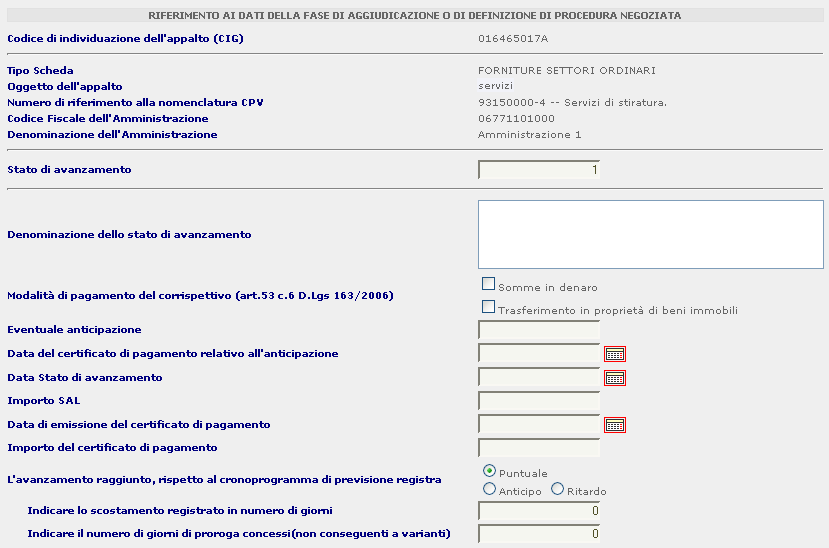 RIFERIMENTO AI DATI DELLA FASE DI AGGIUDICAZIONE O DI DEFINIZIONE DI PROCEDURA NEGOZIATA
Codice di individuazione dell'appalto (CIG) 016465017A
Tipo Scheda FORNITURE SETTORI ORDINARI
Oggetto dell'appalto servizi
Numero di riferimento alla nomenclatura CPV 93150000-4 -- Servizi di stiratura.
Codice Fiscale dell'Amministrazione 06771101000
Denominazione dell'Amministrazione Amministrazione 1
Stato di avanzamento 1
Denominazione dello stato di avanzamento
Modalità di pagamento del corrispettivo (art.53 c.6 D.Lgs 163/2006) Somme in denaro
Trasferimento in proprietà di beni immobili
Eventuale anticipazione
Data del certificato di pagamento relativo all'anticipazione
Data Stato di avanzamento
Importo SAL
Data di emissione del certificato di pagamento
Importo del certificato di pagamento
L'avanzamento raggiunto, rispetto al cronoprogramma di previsione registra Puntuale
Anticipo Ritardo
Indicare lo scostamento registrato in numero di giorni 0
Indicare il numero di giorni di proroga concessi(non conseguenti a varianti) 0